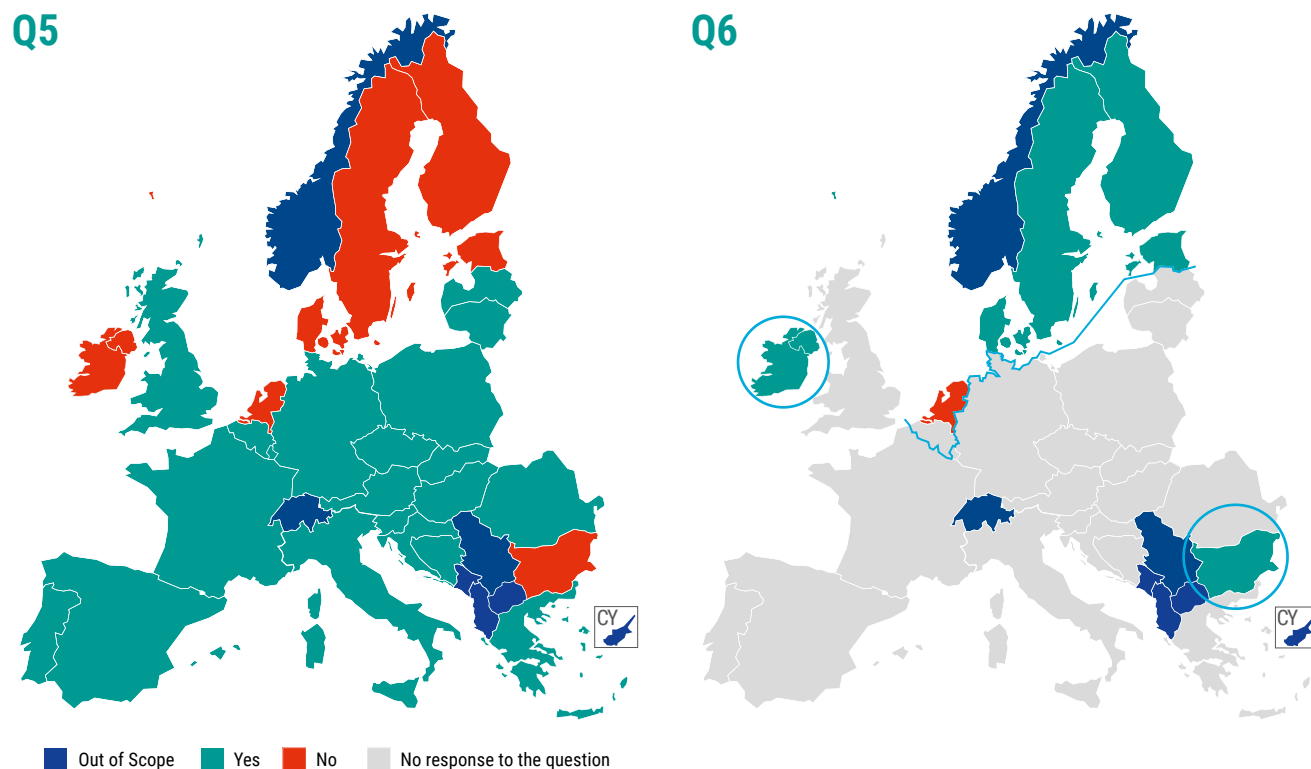 Q5
Q6
CY
CY
Out of Scope
Yes
No
No response to the question